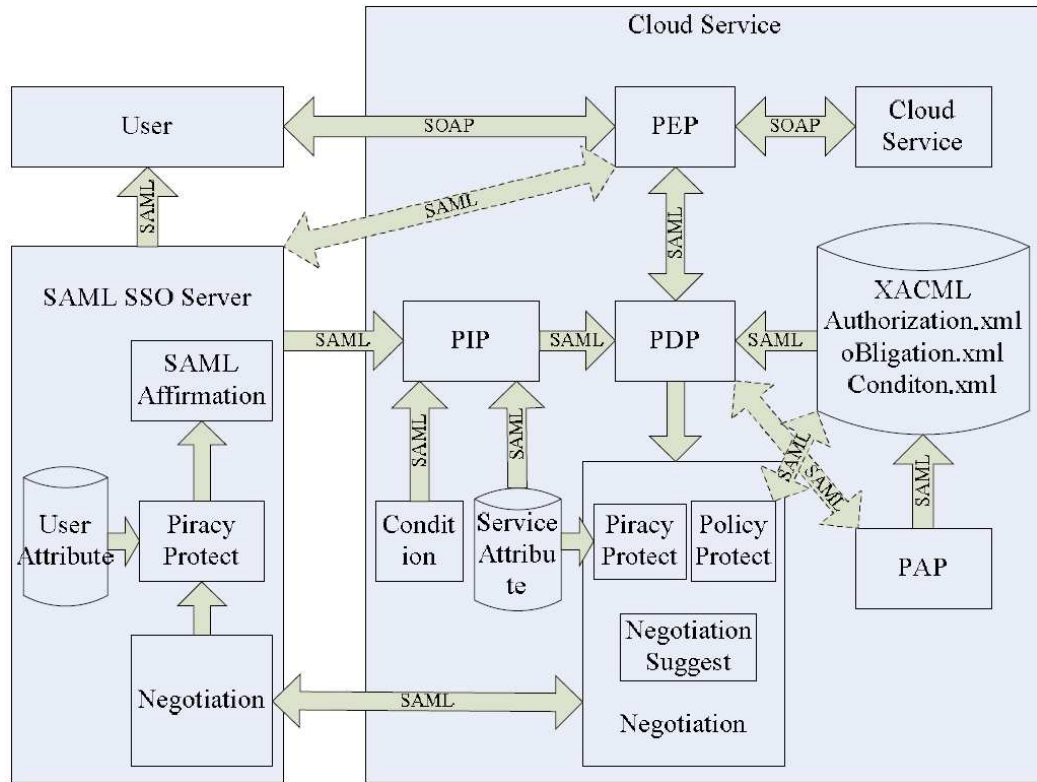 Cloud Service
User
SOAP
PEP
SOAP
Cloud
Service
SAML
SAML
SAML
SAML SSO Server
SAML
PIP
SAML
PDP
SAML
XACML
Authorization.xml
oBligation.xml
Conditon.xml
SAML
Affirmation
SAML
SAML
SAML
SAML
SAML
User
Attribute
Piracy
Protect
Condit
ion
Service
Attribu
te
Piracy
Protect
Policy
Protect
PAP
Negotiation
Suggest
Negotiation
SAML
Negotiation